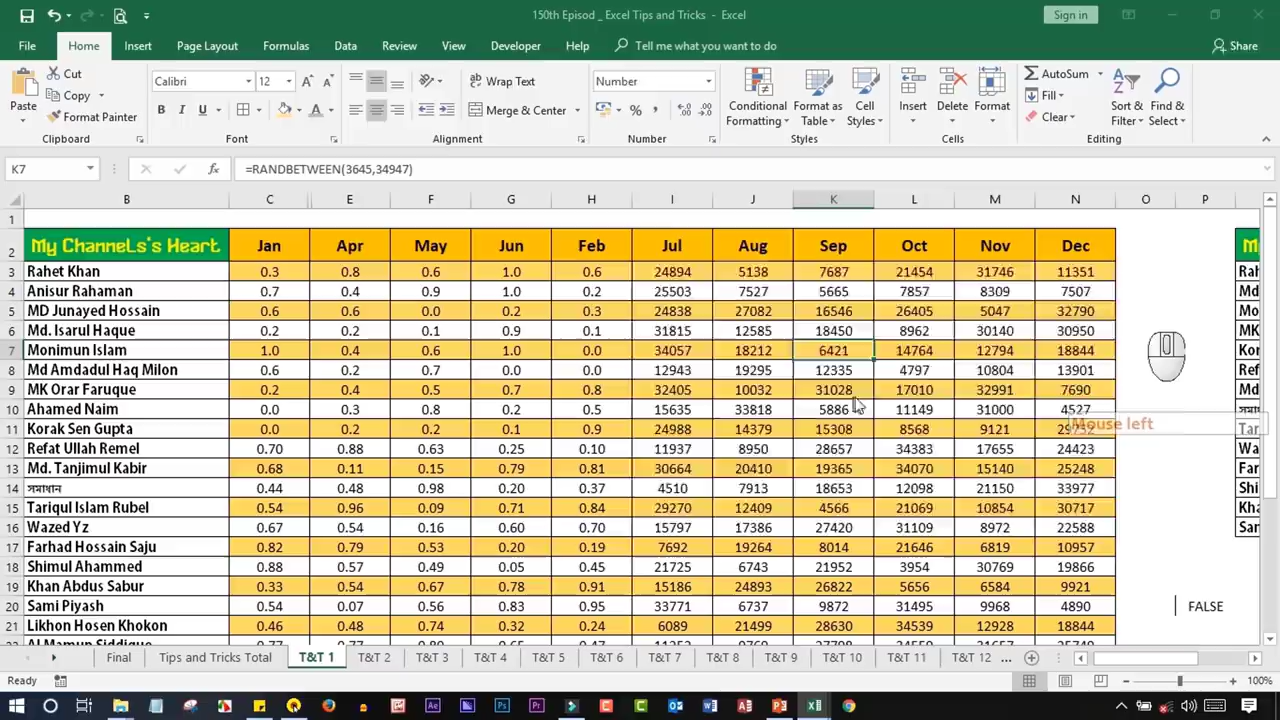 150th Episod _ Excel Tips and Tricks - Excel
Sign in
File Home Insert Page Layout Formulas Data Review View Developer Help Tell me what you want to do Share
Paste Cut Copy Format Painter Clipboard
Calibri 12 B I U A Font
Wrap Text Merge & Center Alignment
Number % Number
Conditional Formatting Format as Table Cell Styles Styles
Insert Delete Format Cells
AutoSum Fill Clear Sort & Filter Find & Select Editing
K7 fx =RANDBETWEEN(3645,34947)
B C E F G H I J K L M N O P
1
2 My Channels's Heart Jan Apr May Jun Feb Jul Aug Sep Oct Nov Dec
3 Rahet Khan 0.3 0.8 0.6 1.0 0.6 24894 5138 7687 21454 31746 11351
4 Anisur Rahaman 0.7 0.4 0.9 1.0 0.2 25503 7527 5665 7857 8309 7507
5 MD Junayed Hossain 0.6 0.6 0.0 0.2 0.3 24838 27082 16546 26405 5047 32790
6 Md. Isarul Haque 0.2 0.2 0.1 0.9 0.1 31815 12585 18450 8962 30140 30950
7 Monimun Islam 1.0 0.4 0.6 1.0 0.0 34057 18212 6421 14764 12794 18844
8 Md Amdadul Haq Milon 0.6 0.2 0.7 0.0 0.0 12943 19295 12335 4797 10804 13901
9 MK Orar Faruque 0.2 0.4 0.5 0.7 0.8 32405 10032 31028 17010 32991 7690
10 Ahamed Naim 0.0 0.3 0.8 0.2 0.5 15635 33818 5886 11149 31000 4527
Mouse left
11 Korak Sen Gupta 0.0 0.2 0.2 0.1 0.9 24988 14379 15308 8568 9121
12 Refat Ullah Remel 0.70 0.88 0.63 0.25 0.10 11937 8950 28657 34383 17655 24423
13 Md. Tanjimul Kabir 0.68 0.11 0.15 0.79 0.81 30664 20410 19365 34070 15140 25248
14 সমাধান 0.44 0.48 0.98 0.20 0.37 4510 7913 18653 12098 21150 33977
15 Tariqul Islam Rubel 0.54 0.96 0.09 0.71 0.84 29270 12409 4566 21069 10854 30717
16 Wazed Yz 0.67 0.54 0.16 0.60 0.70 15797 17386 27420 31109 8972 22588
17 Farhad Hossain Saju 0.82 0.79 0.53 0.20 0.19 7692 19264 8014 21646 6819 10957
18 Shimul Ahammed 0.88 0.57 0.49 0.05 0.45 21725 6743 21952 3954 30769 19866
19 Khan Abdus Sabur 0.33 0.54 0.67 0.78 0.91 15186 24893 26822 5656 6584 9921
20 Sami Piyash 0.54 0.07 0.56 0.83 0.95 33771 6737 9872 31495 9968 4890 FALSE
21 Likhon Hosen Khokon 0.46 0.48 0.74 0.32 0.24 6089 21499 28630 34539 12928 18844
Final Tips and Tricks Total T&T 1 T&T 2 T&T 3 T&T 4 T&T 5 T&T 6 T&T 7 T&T 8 T&T 9 T&T 10 T&T 11 T&T 12 ...
Ready 100%